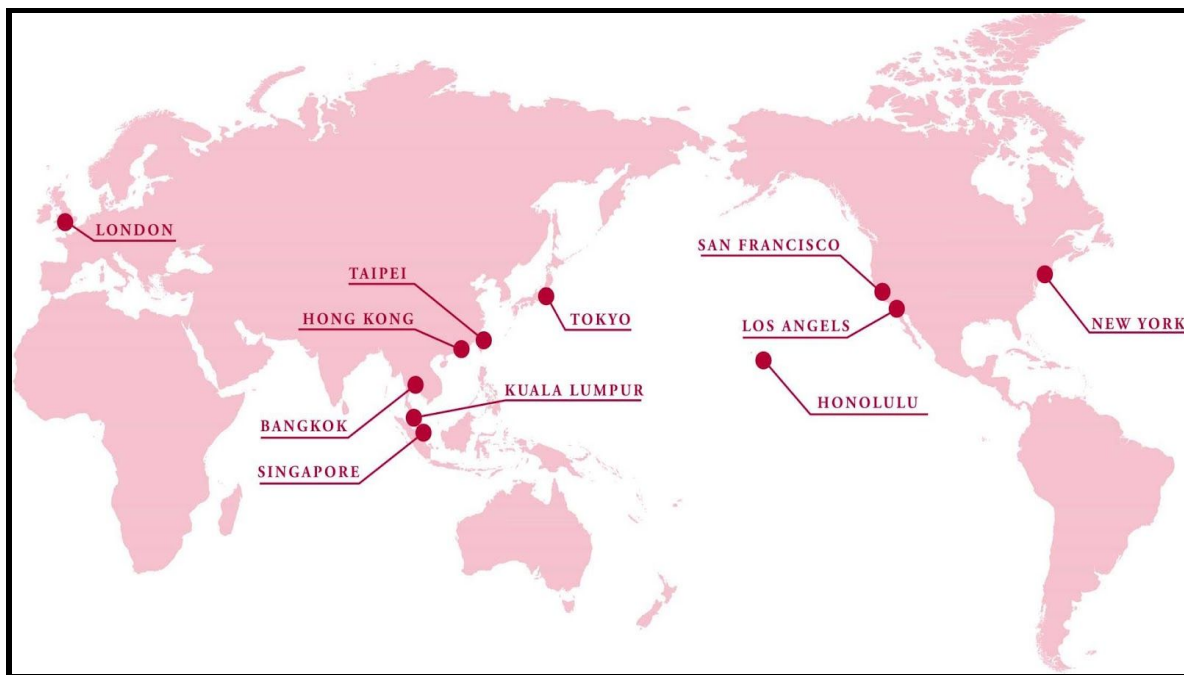 LONDON
TAIPEI
HONG KONG
TOKYO
KUALA LUMPUR
BANGKOK
SINGAPORE
SAN FRANCISCO
LOS ANGELS
NEW YORK
HONOLULU